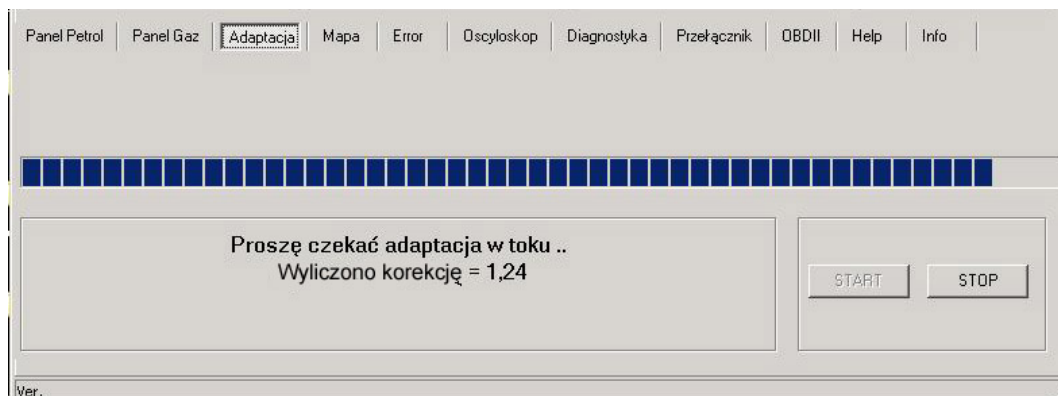 Panel Petrol Panel Gaz Adaptacja Mapa Error Oscyloskop Diagnostyka Przełącznik OBDII Help Info
Proszę czekać adaptacja w toku ..
Wyliczono korekcję = 1,24
START STOP
Ver.